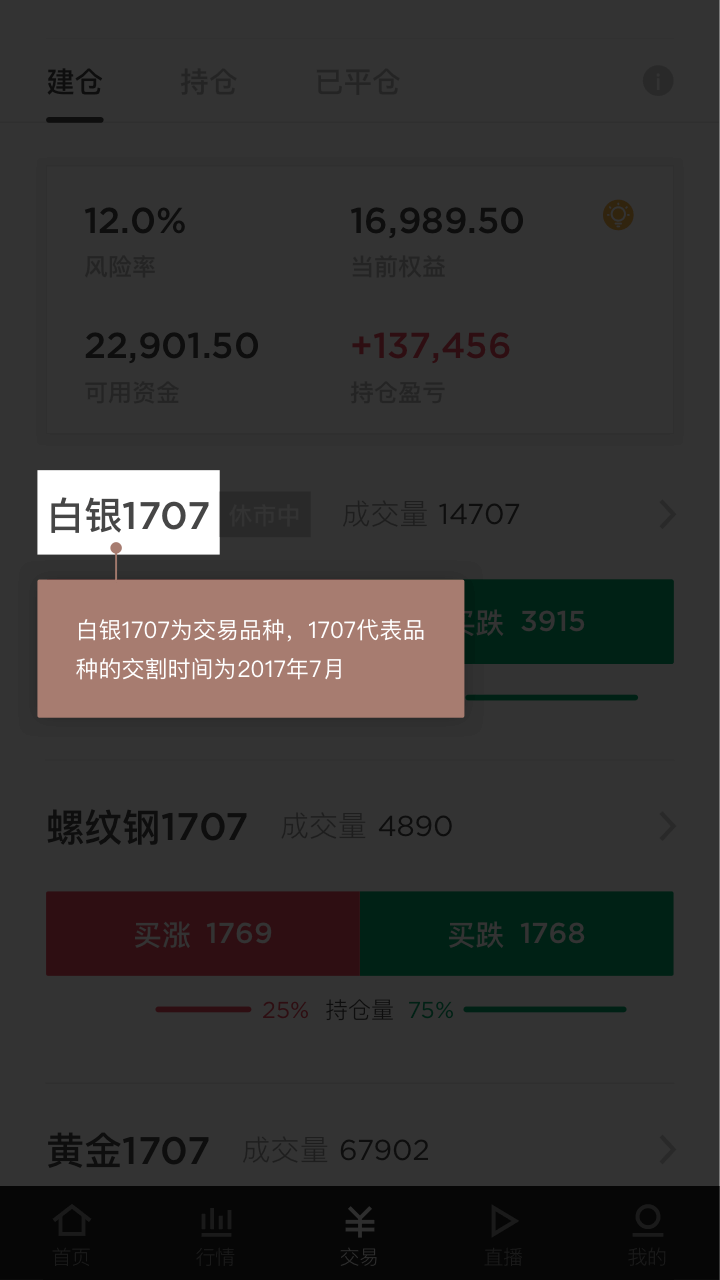 建仓 持仓 已平仓
12.0% 16,989.50
风险率 当前权益
22,901.50 +137,456
可用资金 持仓盈亏
白银1707 休市中 成交量 14707
买跌 3915
白银1707为交易品种，1707代表品
种的交割时间为2017年7月
螺纹钢1707 成交量 4890
买涨 1769 买跌 1768
25% 持仓量 75%
黄金1707 成交量 67902
首页 行情 交易 直播 我的